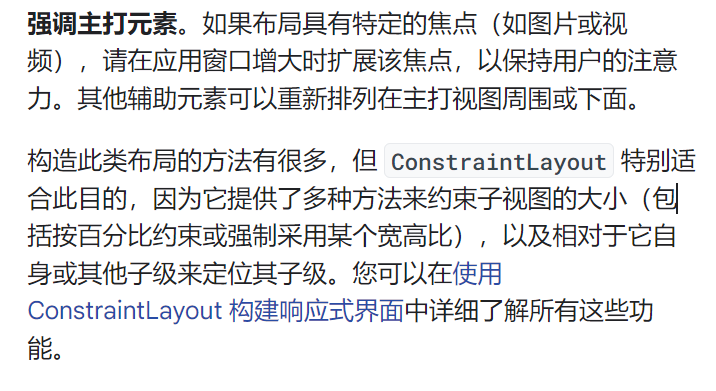 强调主打元素。如果布局具有特定的焦点（如图片或视
频），请在应用窗口增大时扩展该焦点，以保持用户的注意
力。其他辅助元素可以重新排列在主打视图周围或下面。
构造此类布局的方法有很多，但 ConstraintLayout 特别适
合此目的，因为它提供了多种方法来约束子视图的大小（包
括按百分比约束或强制采用某个宽高比），以及相对于它自
身或其他子级来定位其子级。您可以在使用
ConstraintLayout 构建响应式界面中详细了解所有这些功
能。